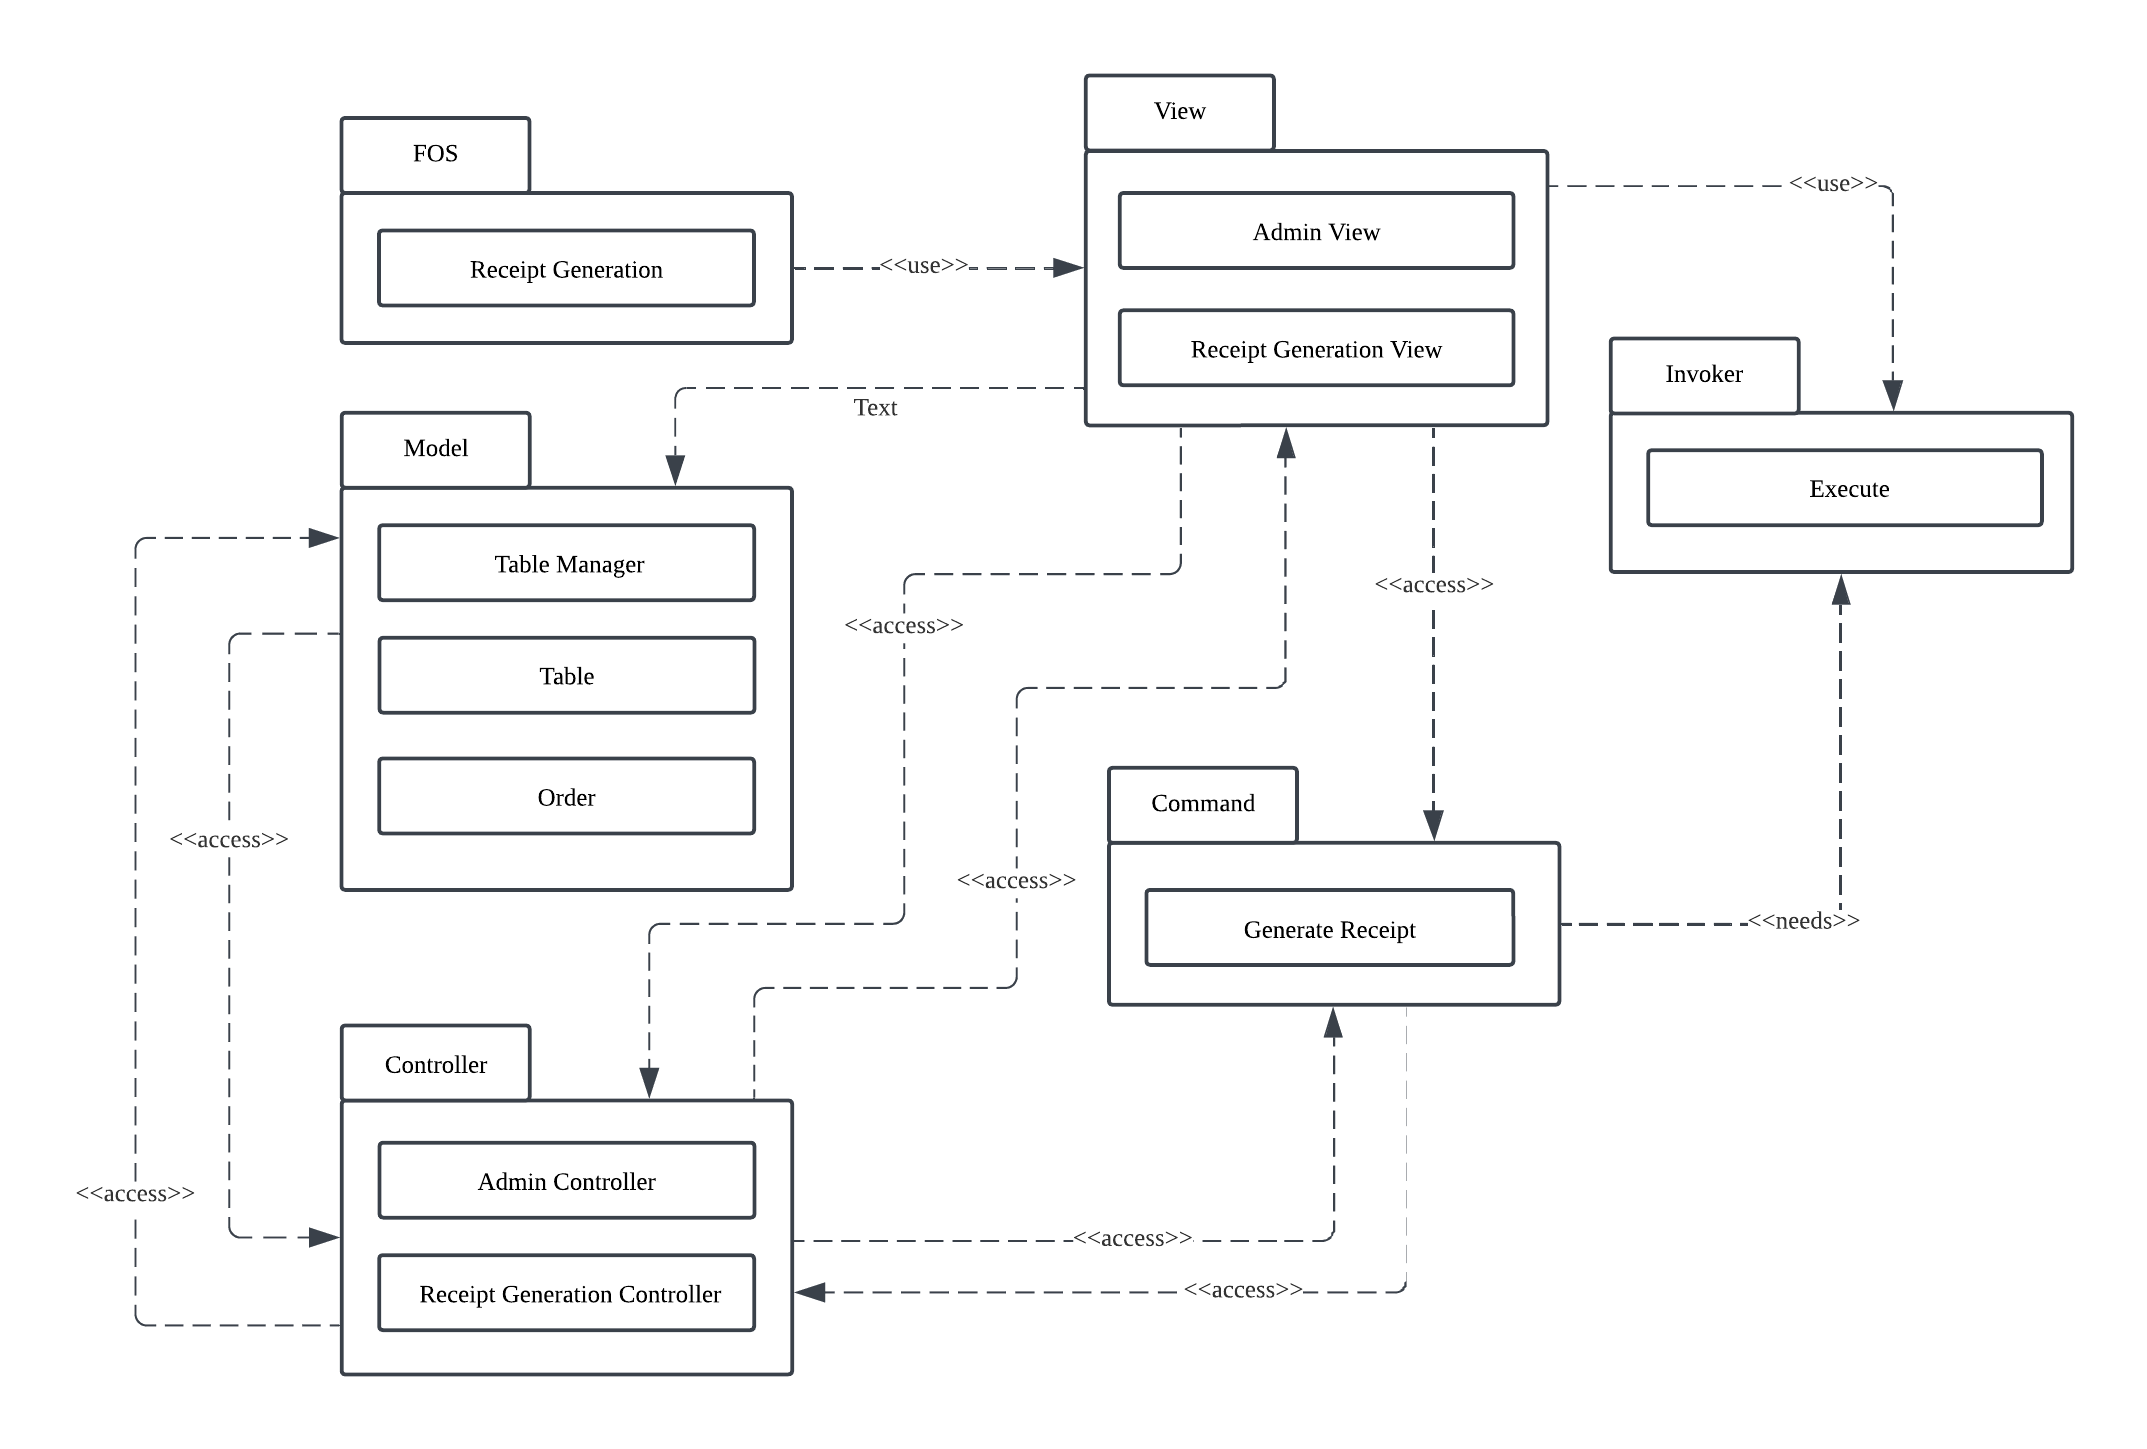 View
FOS
Admin View
<<use>>
Receipt Generation
<<use>>
Receipt Generation View
Invoker
Text
Model
Execute
Table Manager
<<access>>
<<access>>
Table
Order
Command
<<access>>
<<access>>
Generate Receipt
<<needs>>
Controller
Admin Controller
<<access>>
<<access>>
Receipt Generation Controller
<<access>>